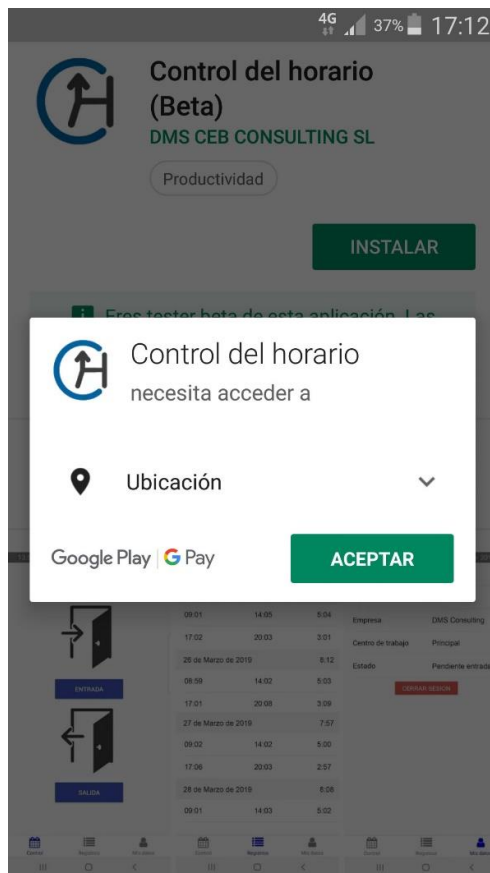 4G 37% 17:12
Control del horario
(Beta)
DMS CEB CONSULTING SL
Productividad
INSTALAR
Eres tester beta de esta aplicación. Las
Control del horario
necesita acceder a
Ubicación
Google Play | G Pay
ACEPTAR
ENTRADA
SALIDA
09:01 14:05 5:04
17:02 20:03 3:01
26 de Marzo de 2019 8:12
08:59 14:02 5:03
17:01 20:08 3:09
27 de Marzo de 2019 7:57
09:02 14:02 5:00
17:06 20:03 2:57
28 de Marzo de 2019 8:08
09:01 14:03 5:02
Empresa DMS Consulting
Centro de trabajo Principal
Estado Pendiente entrada
CERRAR SESIÓN